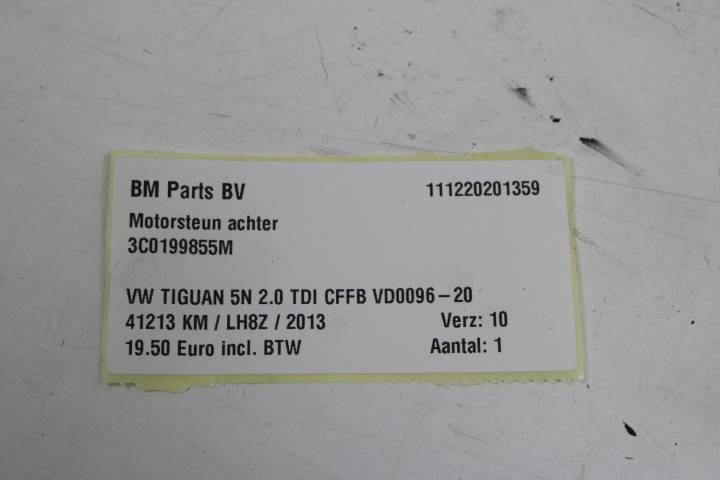 BM Parts BV 111220201359
Motorsteun achter
3C0199855M
VW TIGUAN 5N 2.0 TDI CFFB VD0096-20
41213 KM / LH8Z / 2013 Verz: 10
19.50 Euro incl. BTW Aantal: 1